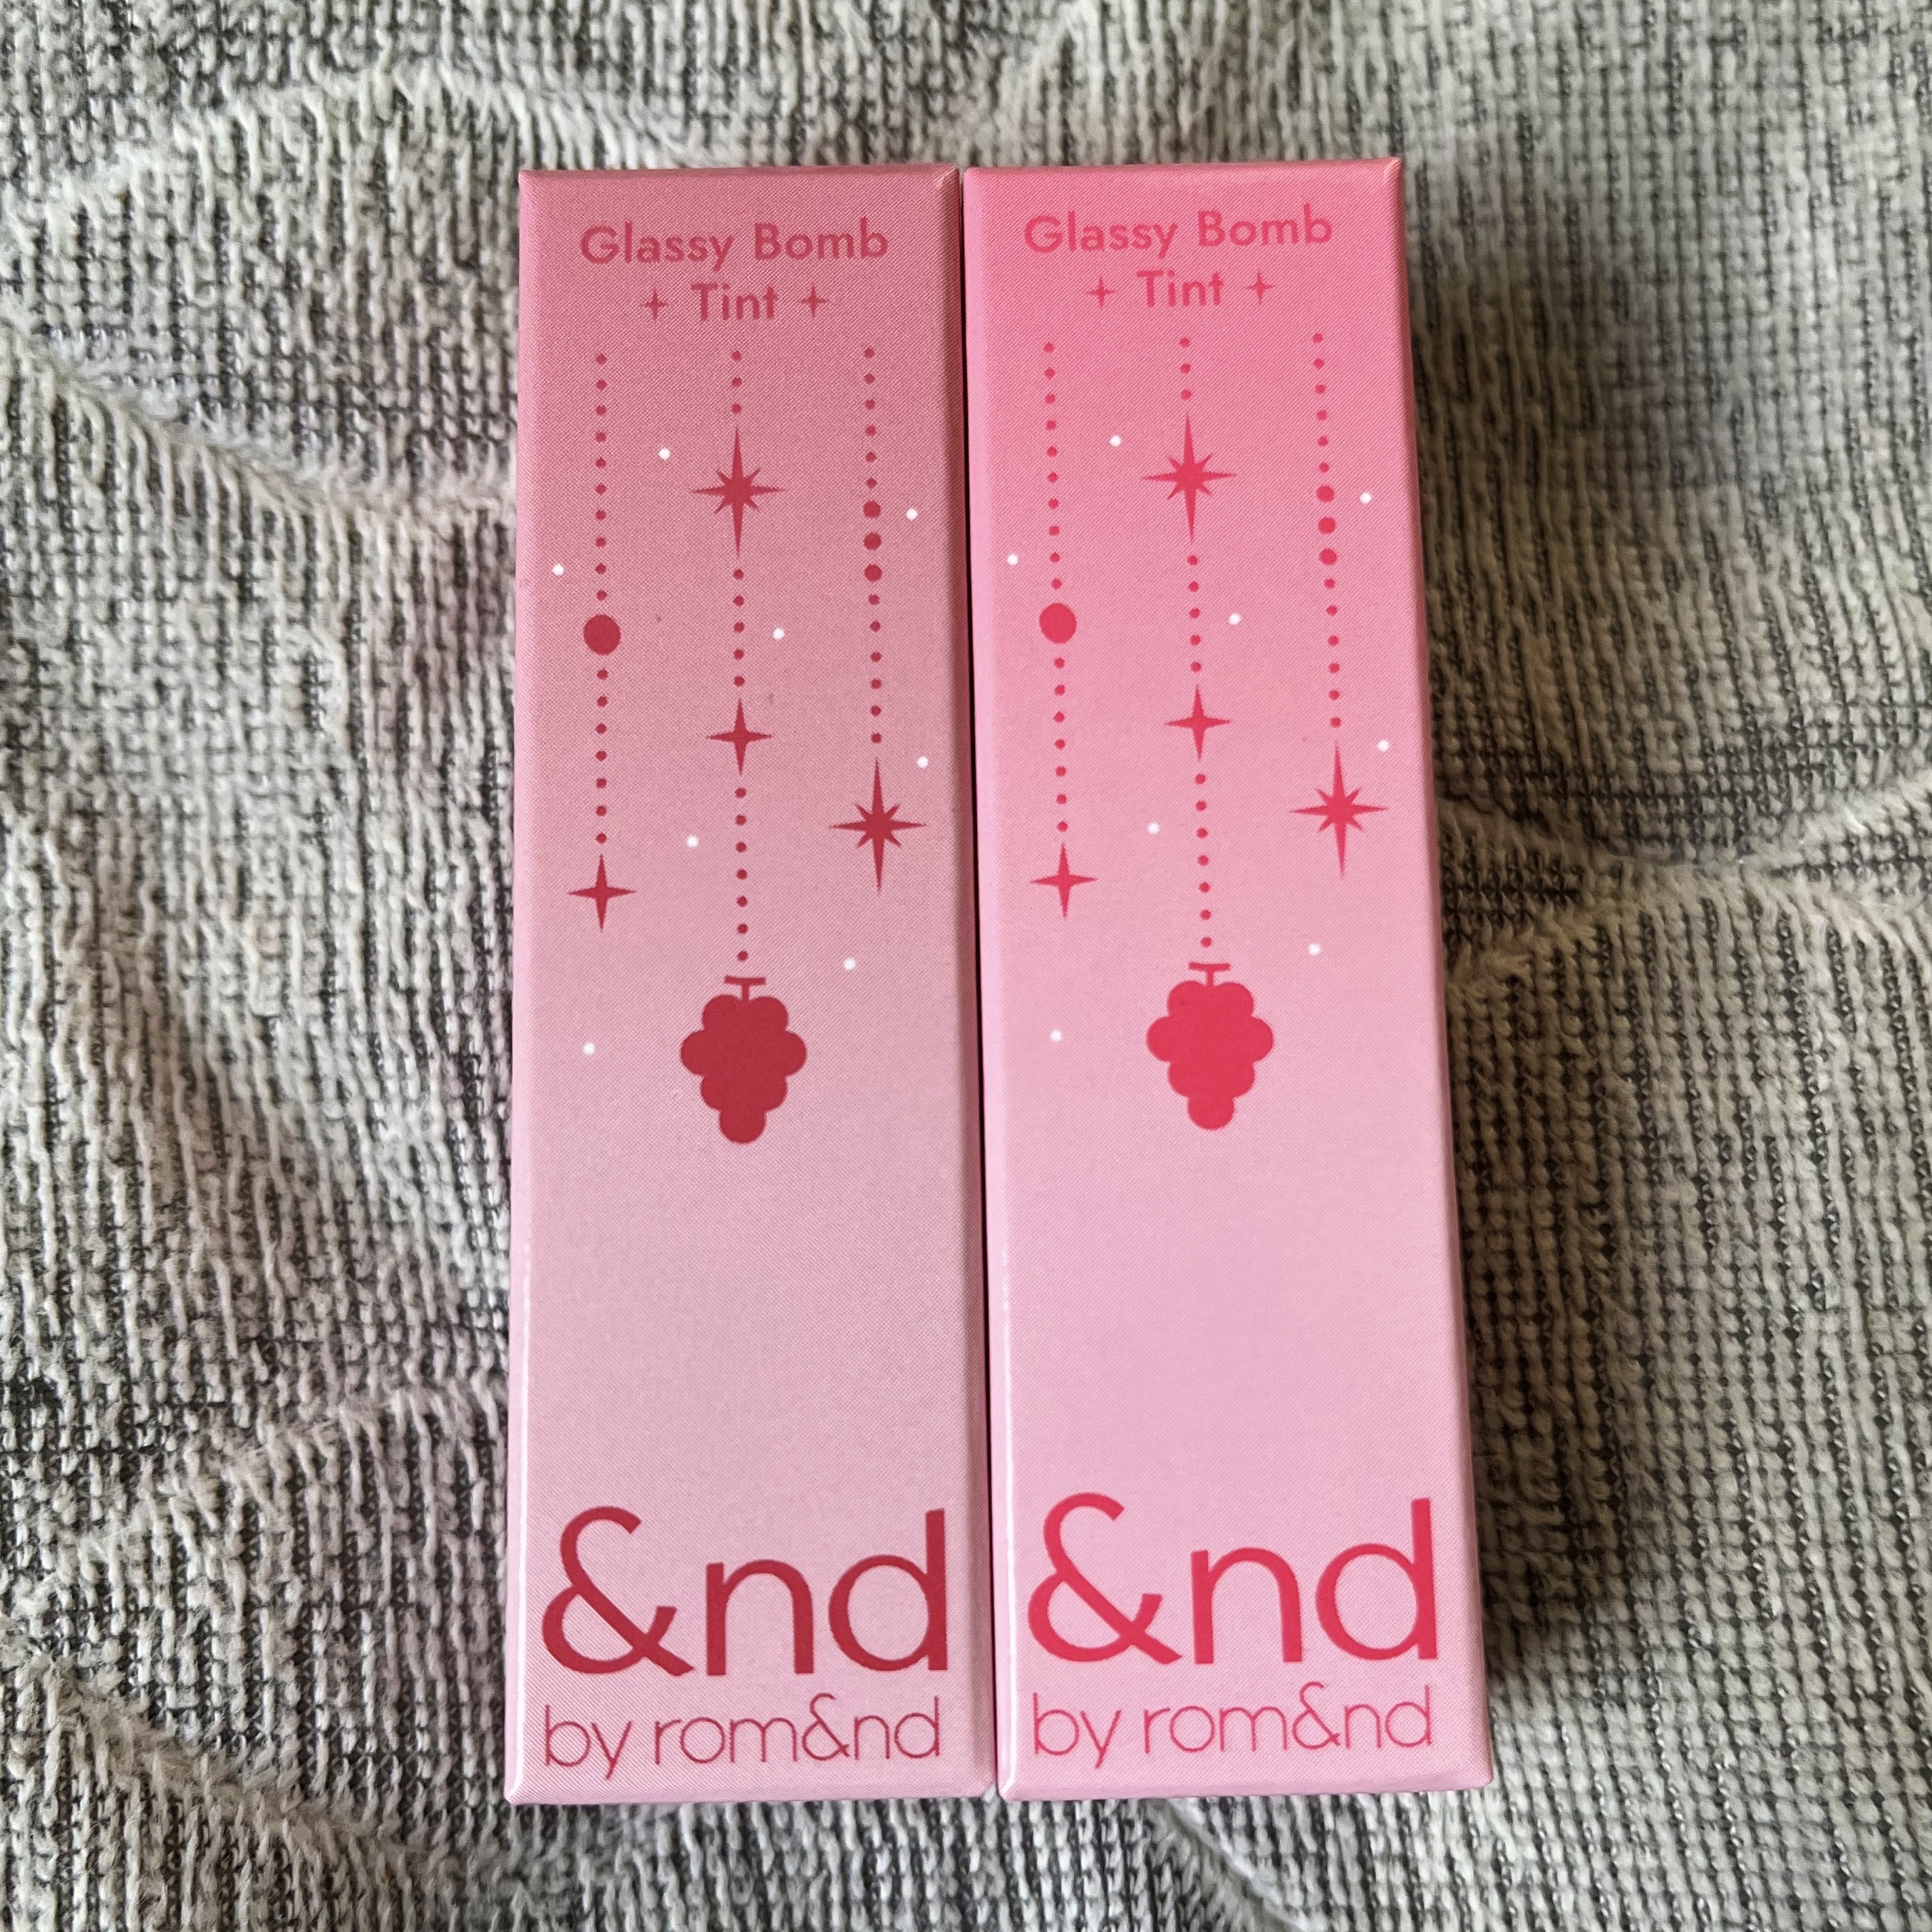 Glassy Bomb
Tint
&nd
by rom&nd
Glassy Bomb
Tint
&nd
by rom&nd